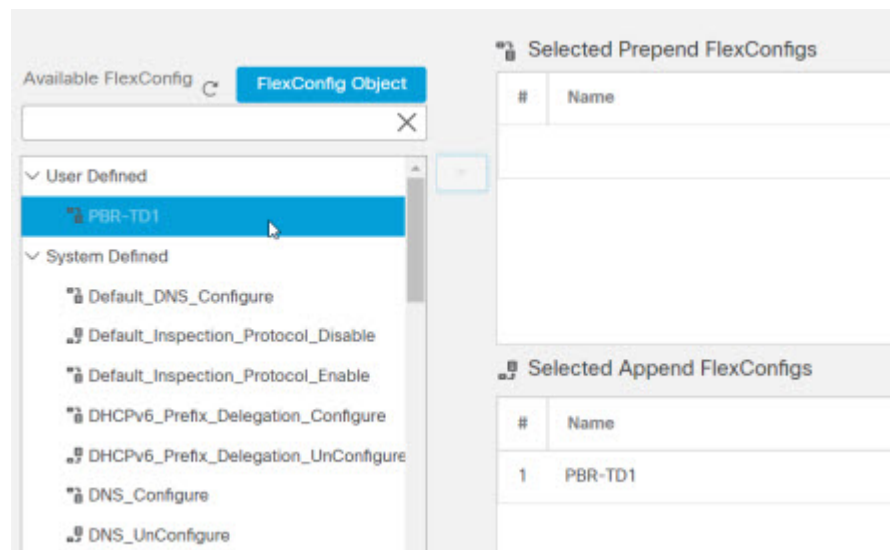 Available FlexConfig
FlexConfig Object
User Defined
PBR-TD1
System Defined
Default_DNS_Configure
Default_Inspection_Protocol_Disable
Default_Inspection_Protocol_Enable
DHCPv6_Prefix_Delegation_Configure
DHCPv6_Prefix_Delegation_UnConfigure
DNS_Configure
DNS_UnConfigure
Selected Prepend FlexConfigs
# Name
Selected Append FlexConfigs
# Name
1 PBR-TD1